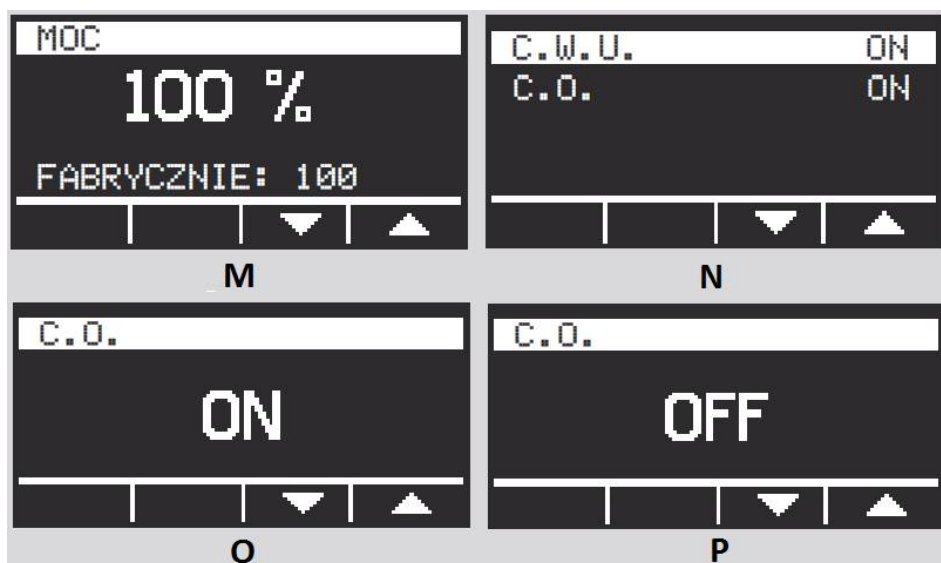 MOC
100 %
FABRYCZNIE: 100
M
C.W.U. ON
C.O. ON
N
C.O.
ON
O
C.O.
OFF
P